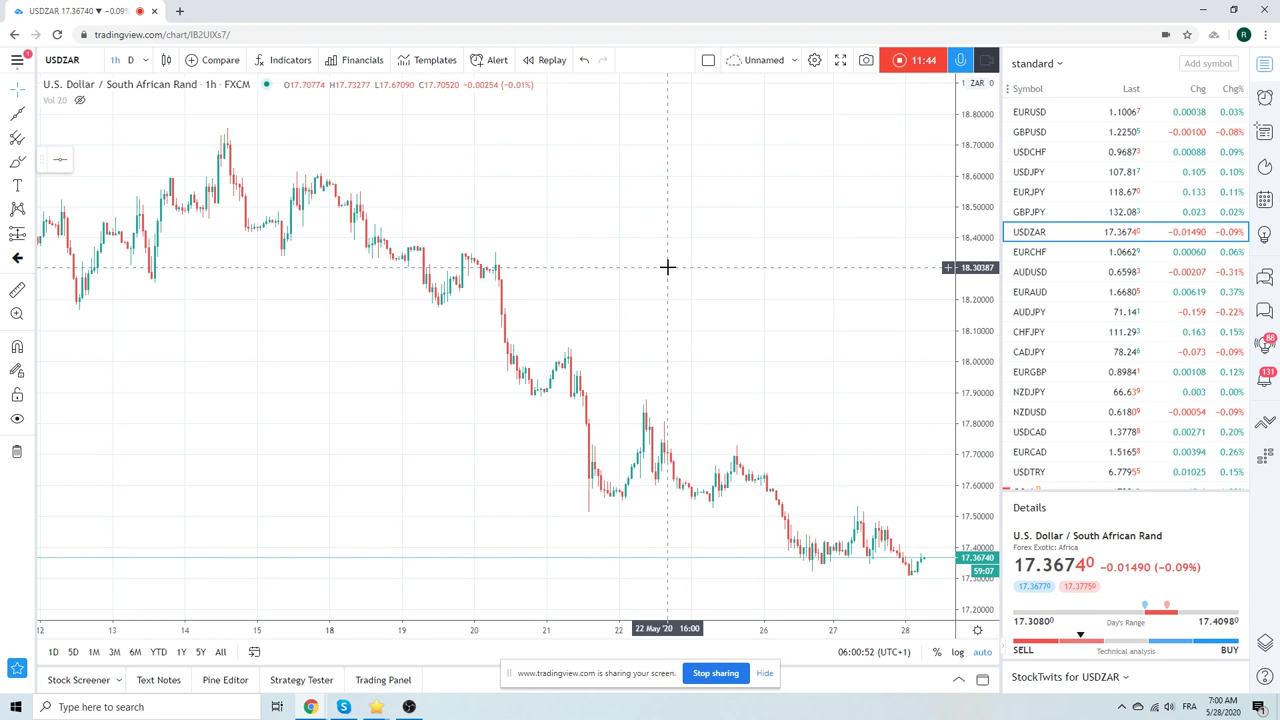 USDZAR 17.36740 ▼ −0.09%
tradingview.com/chart/IB2UIXs7/
R
1
USDZAR
1h D
Compare
Indicators
Financials
Templates
Alert
Replay
Unnamed
11:44
U.S. Dollar / South African Rand · 1h · FXCM
O17.70774 H17.73277 L17.67090 C17.70520 −0.00254 (−0.01%)
Vol 20
ZAR
18.80000
18.70000
18.60000
18.50000
18.40000
18.30387
18.20000
18.10000
18.00000
17.90000
17.80000
17.70000
17.60000
17.50000
17.40000
17.36740
59:07
17.30000
17.20000
12 13 14 15 18 19 20 21 22 22 May '20 16:00 26 27 28
1D 5D 1M 3M 6M YTD 1Y 5Y All
06:00:52 (UTC+1) % log auto
Stock Screener Text Notes Pine Editor Strategy Tester Trading Panel
www.tradingview.com is sharing your screen. Stop sharing Hide
standard
Add symbol
Symbol Last Chg Chg%
EURUSD 1.10067 0.00038 0.03%
GBPUSD 1.22505 −0.00100 −0.08%
USDCHF 0.96873 0.00088 0.09%
USDJPY 107.817 0.105 0.10%
EURJPY 118.670 0.133 0.11%
GBPJPY 132.083 0.023 0.02%
USDZAR 17.36740 −0.01490 −0.09%
EURCHF 1.06629 0.00060 0.06%
AUDUSD 0.65983 −0.00207 −0.31%
EURAUD 1.66805 0.00619 0.37%
AUDJPY 71.141 −0.159 −0.22%
CHFJPY 111.293 0.163 0.15%
CADJPY 78.246 −0.073 −0.09%
EURGBP 0.89841 0.00108 0.12%
NZDJPY 66.639 0.003 0.00%
NZDUSD 0.61809 −0.00054 −0.09%
USDCAD 1.37788 0.00271 0.20%
EURCAD 1.51658 0.00394 0.26%
USDTRY 6.77955 0.01025 0.15%
Details
U.S. Dollar / South African Rand
Forex Exotic: Africa
17.36740 −0.01490 (−0.09%)
17.36770 17.37750
17.30800 Day's Range 17.40980
SELL Technical analysis BUY
StockTwits for USDZAR
88
131
Type here to search
FRA
7:00 AM
5/28/2020
1